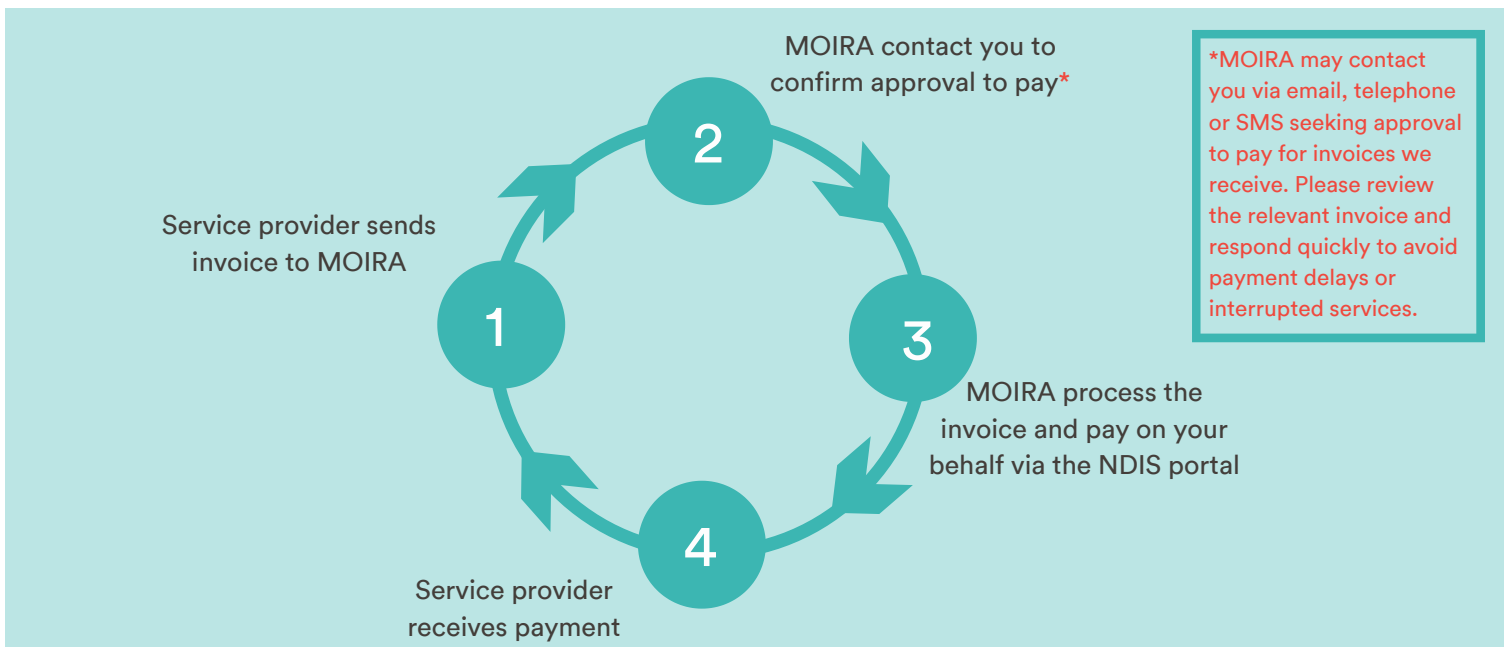 MOIRA contact you to
confirm approval to pay*
*MOIRA may contact
you via email, telephone
or SMS seeking approval
to pay for invoices we
receive. Please review
the relevant invoice and
respond quickly to avoid
payment delays or
interrupted services.
2
Service provider sends
invoice to MOIRA
1
3
MOIRA process the
invoice and pay on your
behalf via the NDIS portal
4
Service provider
receives payment